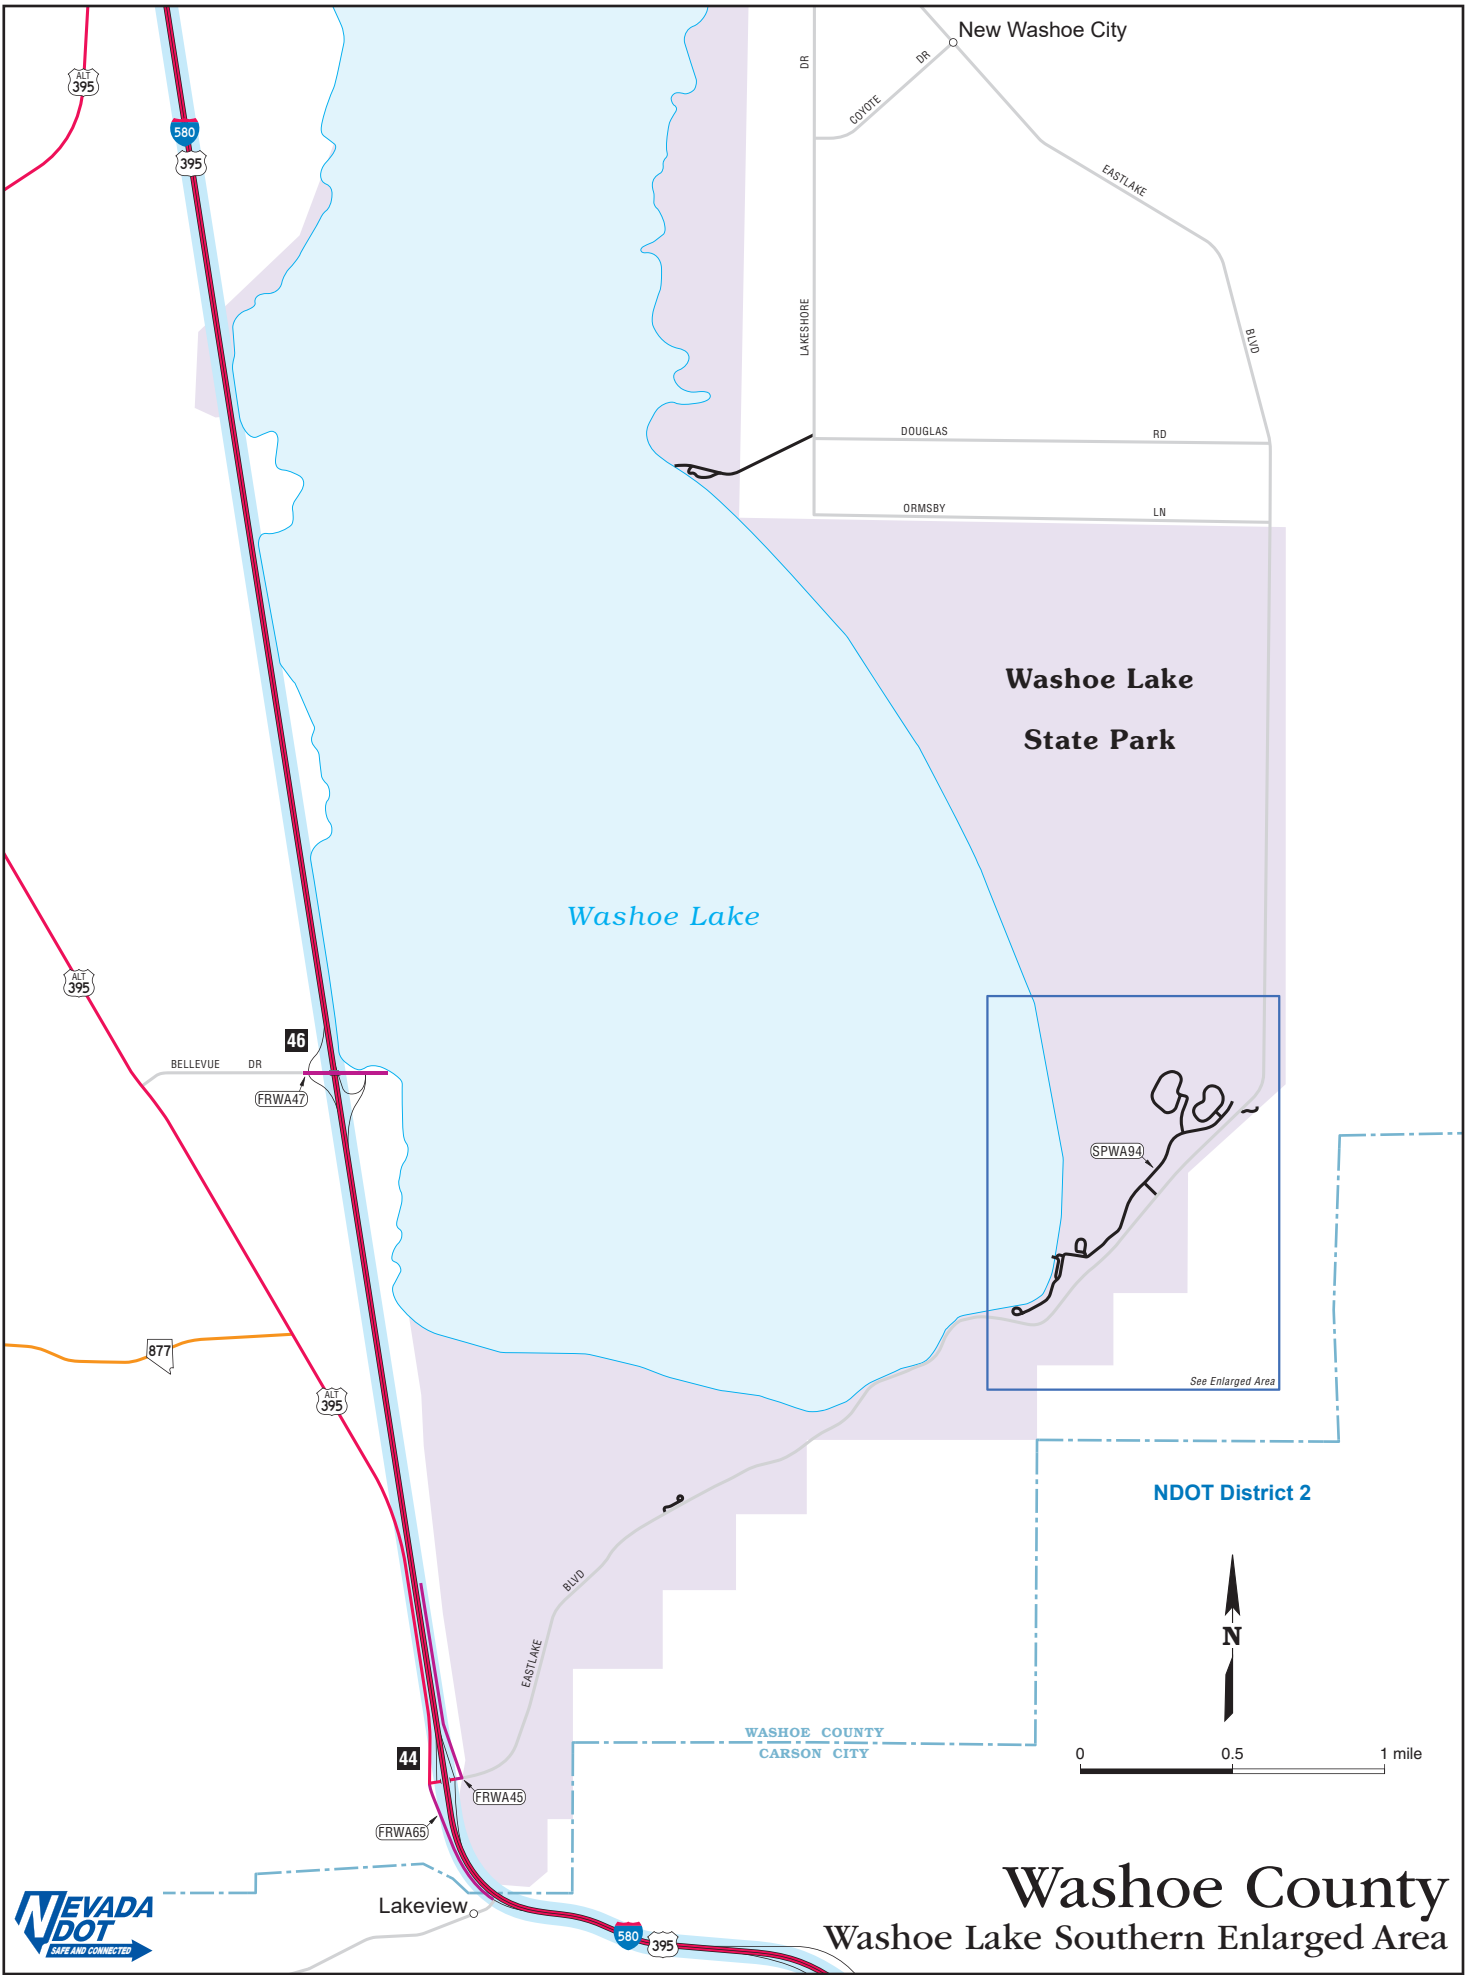 New Washoe City
DR
DR
COYOTE
ALT
395
580
395
EASTLAKE
BLVD
LAKESHORE
DOUGLAS RD
ORMSBY LN
Washoe Lake
State Park
Washoe Lake
ALT
395
46
BELLEVUE DR
FRWA47
SPWA94
877
ALT
395
See Enlarged Area
NDOT District 2
BLVD
EASTLAKE
N
WASHOE COUNTY
CARSON CITY
0 0.5 1 mile
44
FRWA45
FRWA65
Lakeview
580
395
NEVADA
DOT
SAFE AND CONNECTED
Washoe County
Washoe Lake Southern Enlarged Area